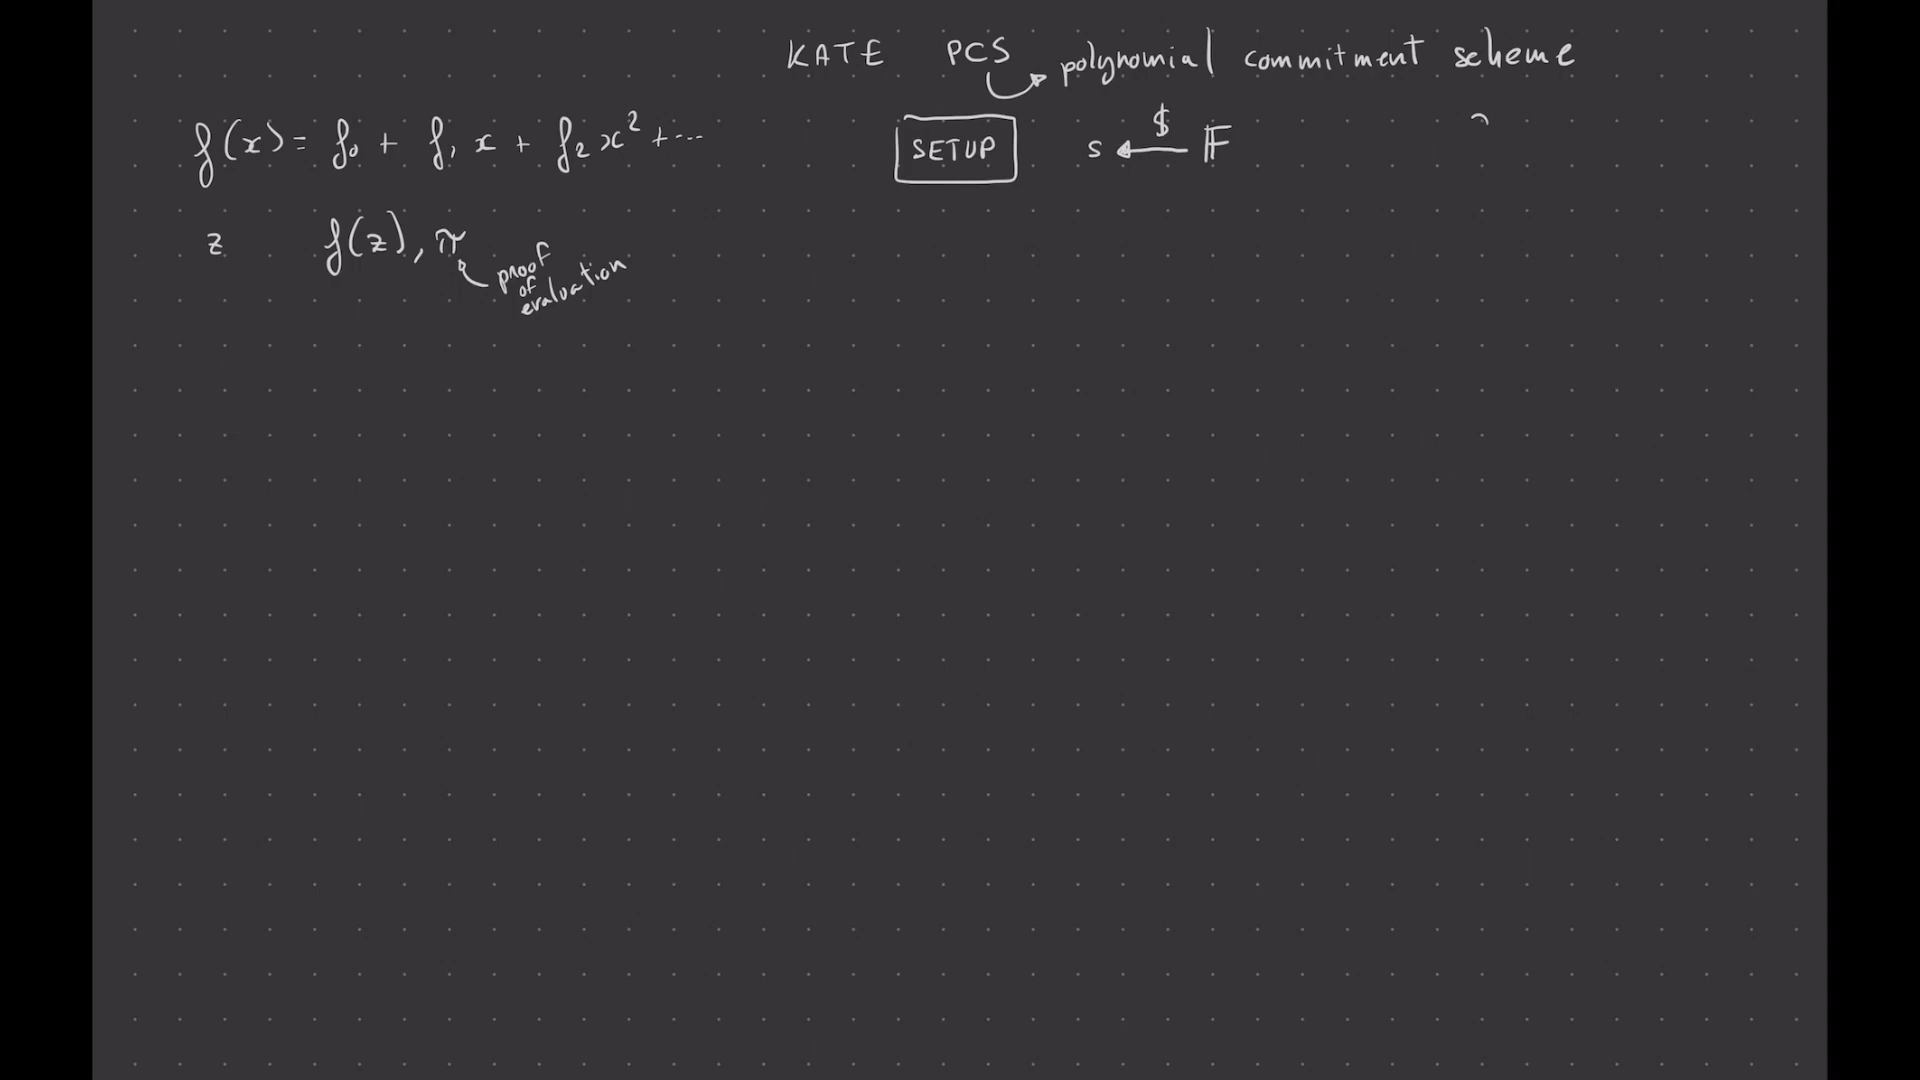 KATE PCS polynomial commitment scheme
f(x) = f₀ + f₁ x + f₂ x² + ...
SETUP s ←$ 𝔽
z f(z), π
proof
of
evaluation